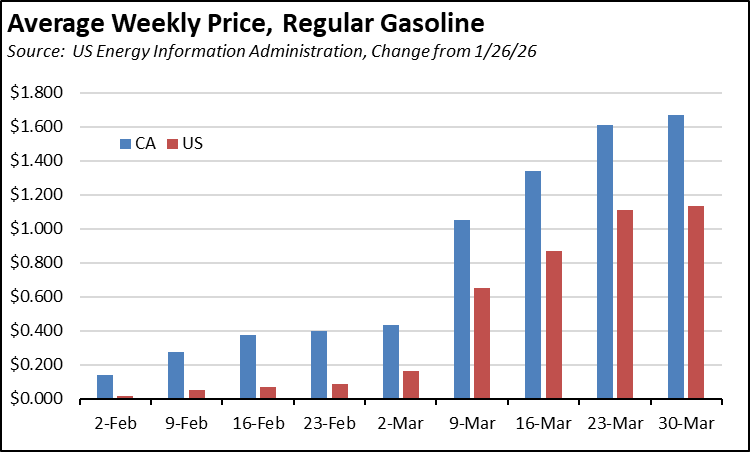 Average Weekly Price, Regular Gasoline
Source:  US Energy Information Administration, Change from 1/26/26
$1.800
$1.600
$1.400
$1.200
$1.000
$0.800
$0.600
$0.400
$0.200
$0.000
CA US
2-Feb 9-Feb 16-Feb 23-Feb 2-Mar 9-Mar 16-Mar 23-Mar 30-Mar